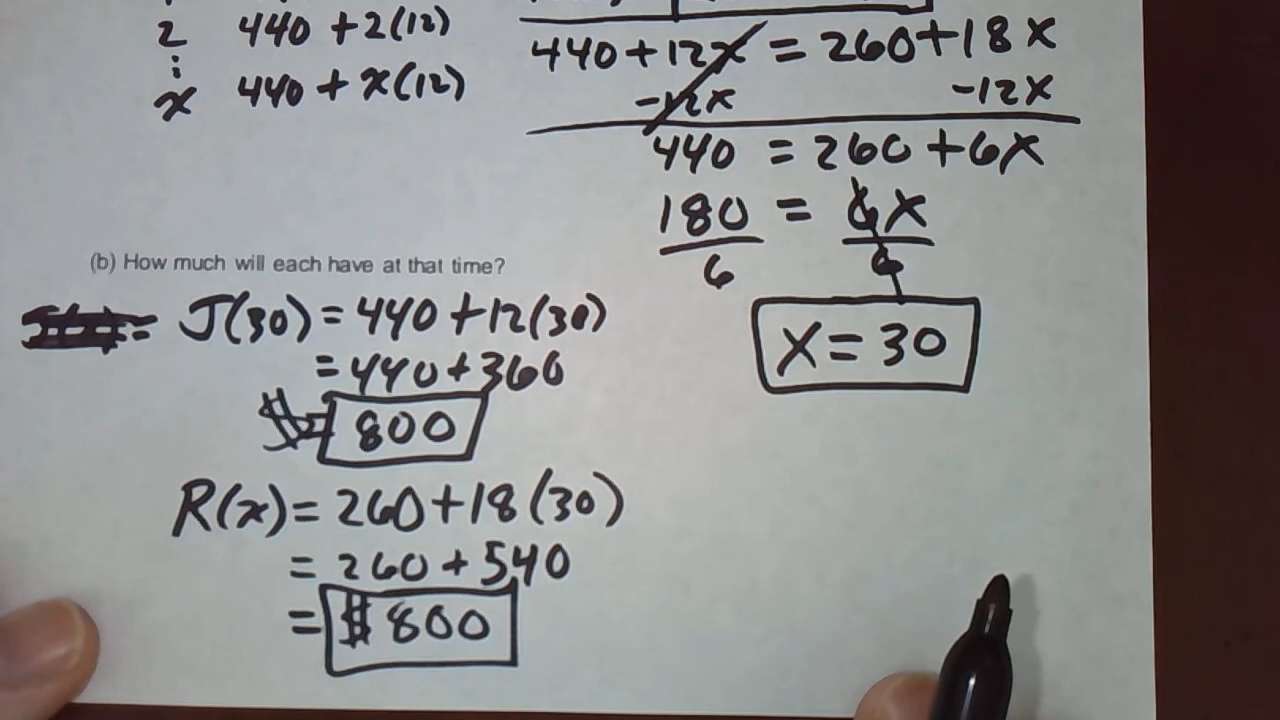 2 440 + 2(12)
⋮
x 440 + x(12)
440 + 12x = 260 + 18x
-12x -12x
440 = 260 + 6x
180 = 6x
6 6
x = 30
(b) How much will each have at that time?
= J(30) = 440 + 12(30)
= 440 + 360
$= 800
R(x) = 260 + 18(30)
= 260 + 540
= $800